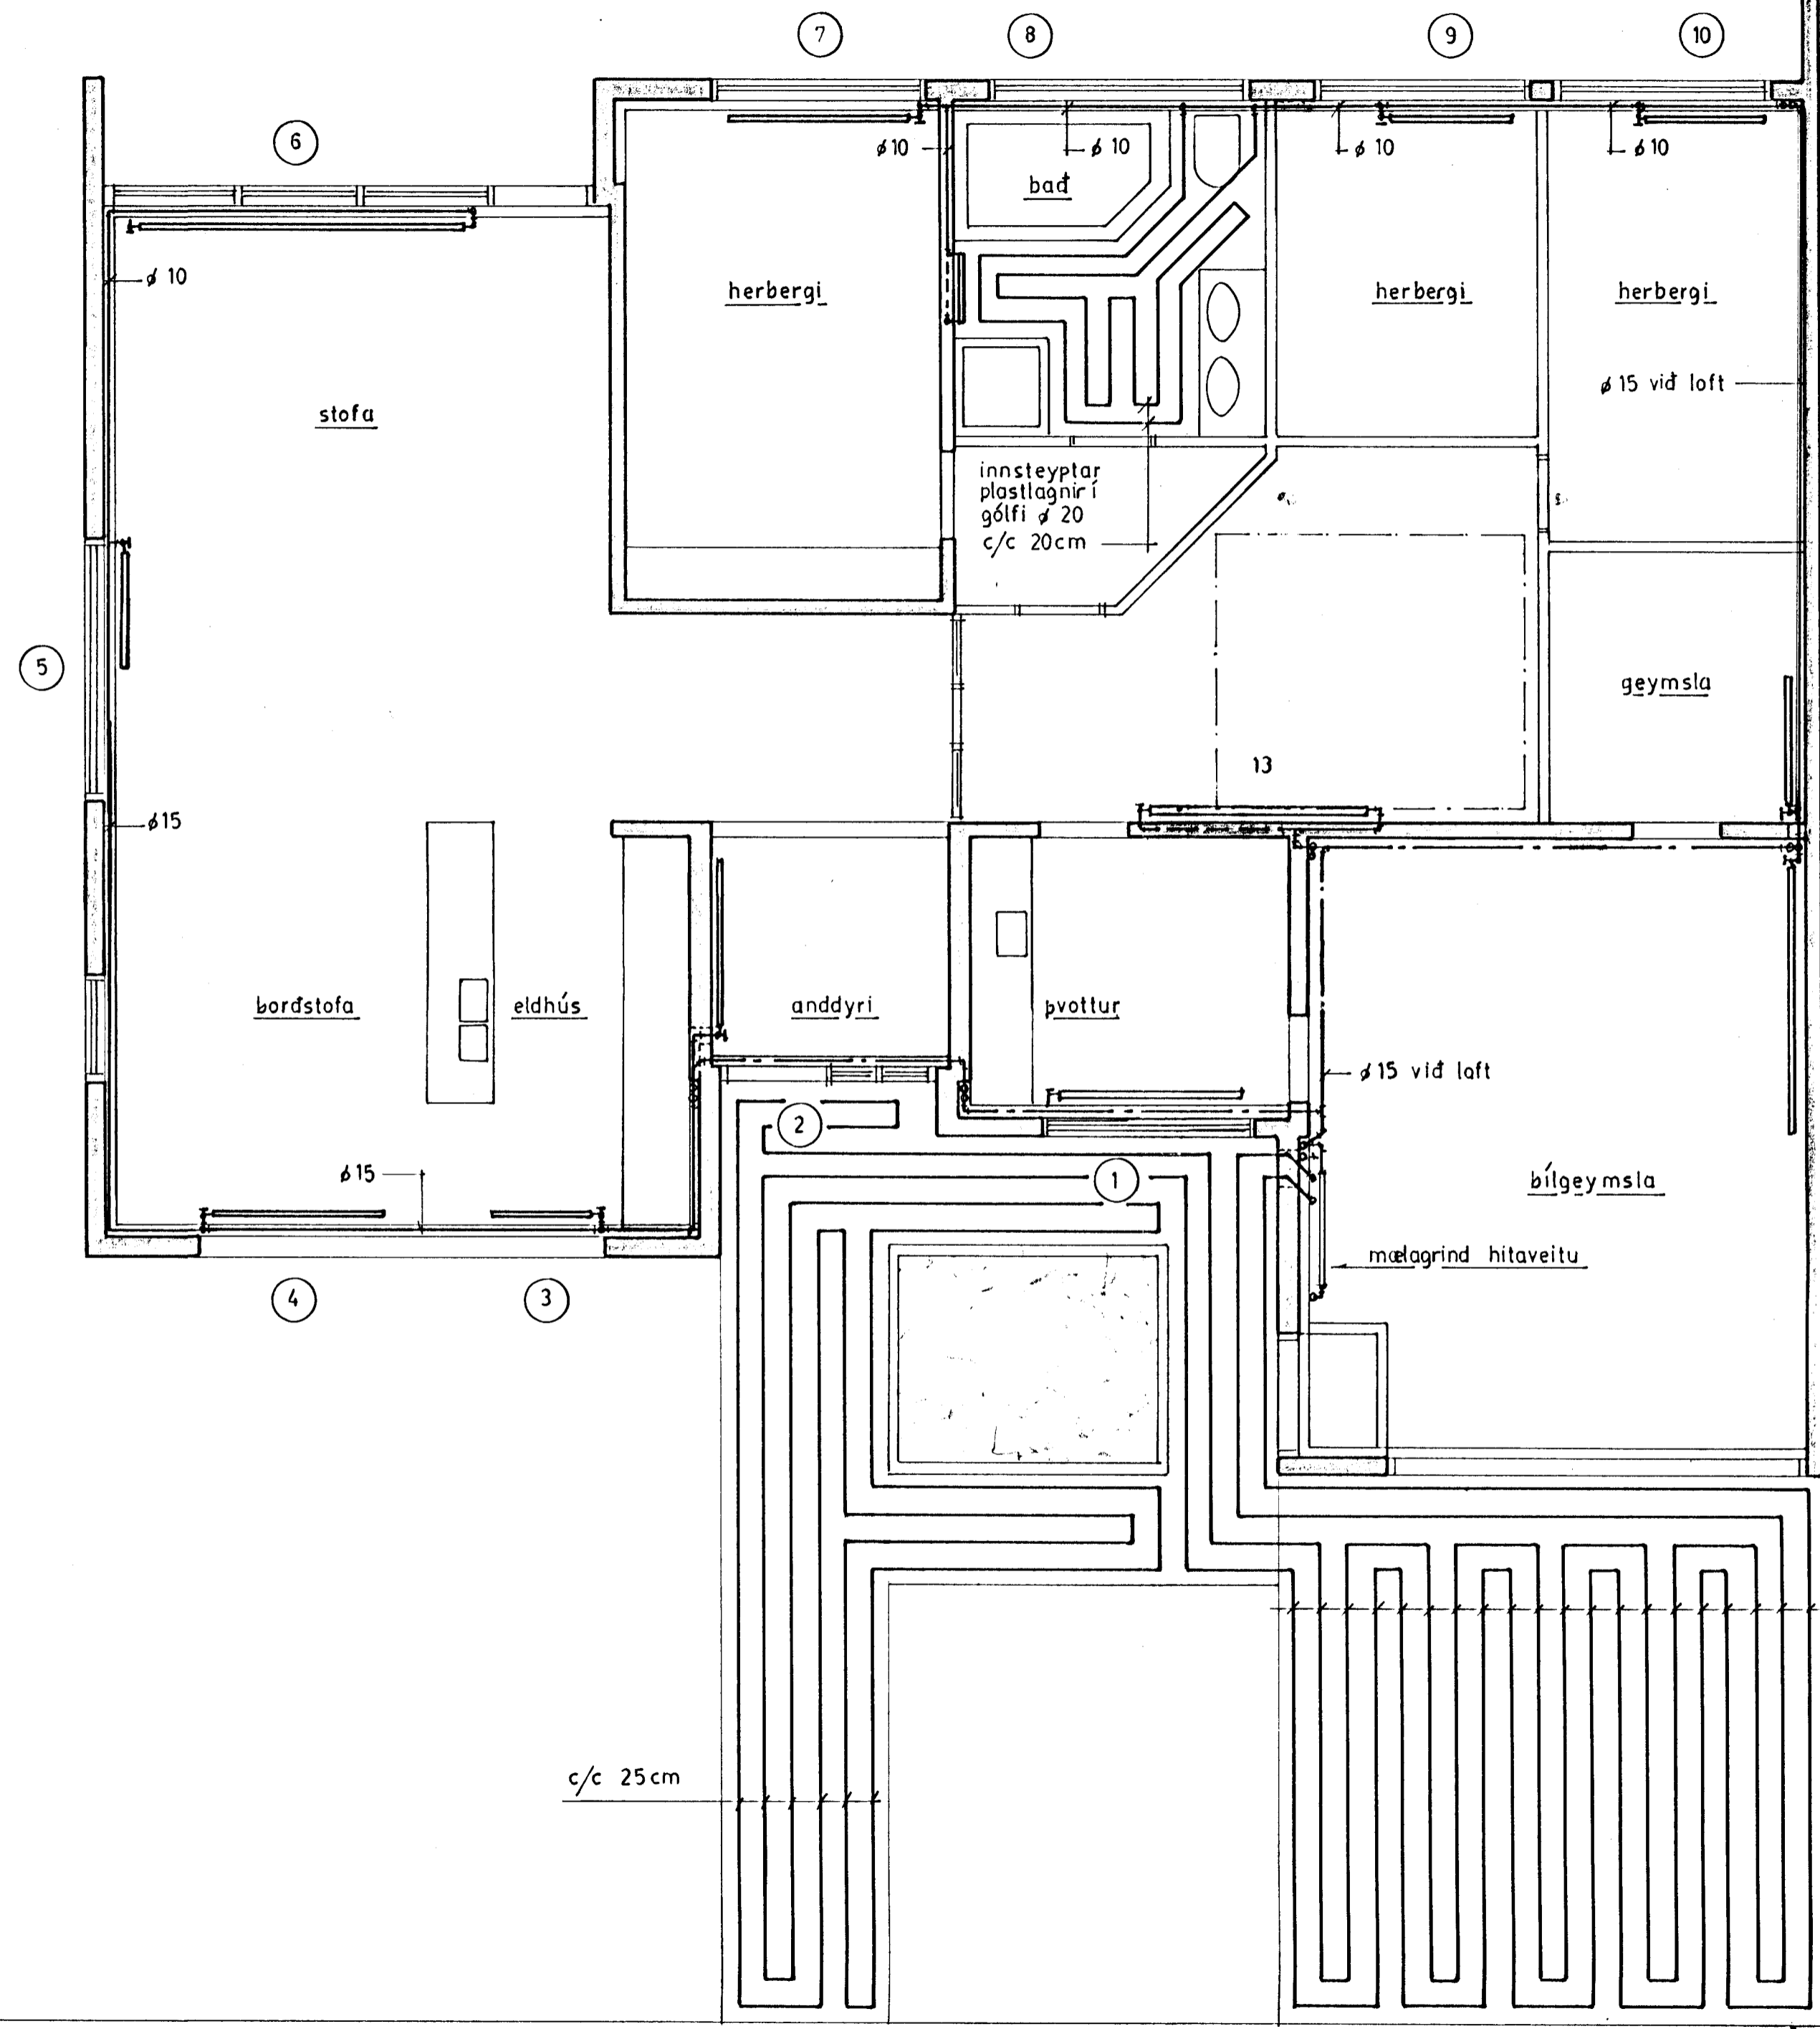 7
8
9
10
6
ø10
ø 10
ø 10
ø 10
bað
ø 10
herbergi
herbergi
herbergi
ø 15 við loft
stofa
innsteyptar
plastlagnir í
gólfi ø 20
c/c 20cm
5
geymsla
13
ø15
borðstofa
eldhús
anddyri
þvottur
ø 15 við loft
2
ø15
1
bílgeymsla
mælagrind hitaveitu
4
3
c/c 25cm